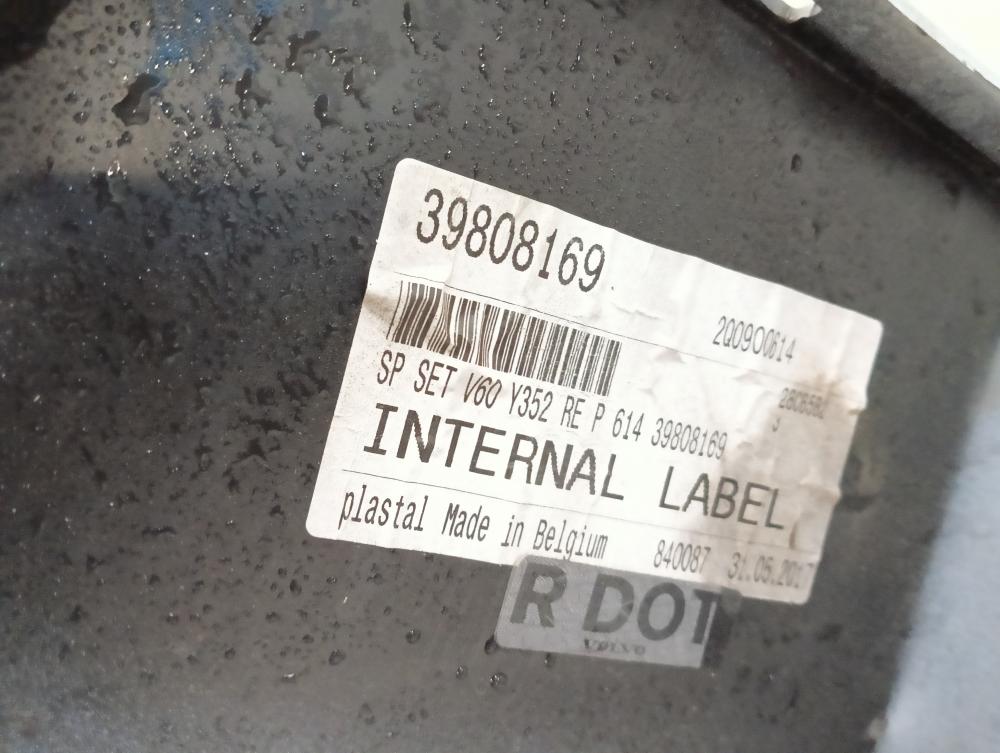 39808169
2Q0900614
SP SET V60 Y352 RE P 614 39808169
INTERNAL LABEL
plastal Made in Belgium 840087 31.05.2017
R DOT
VOLVO